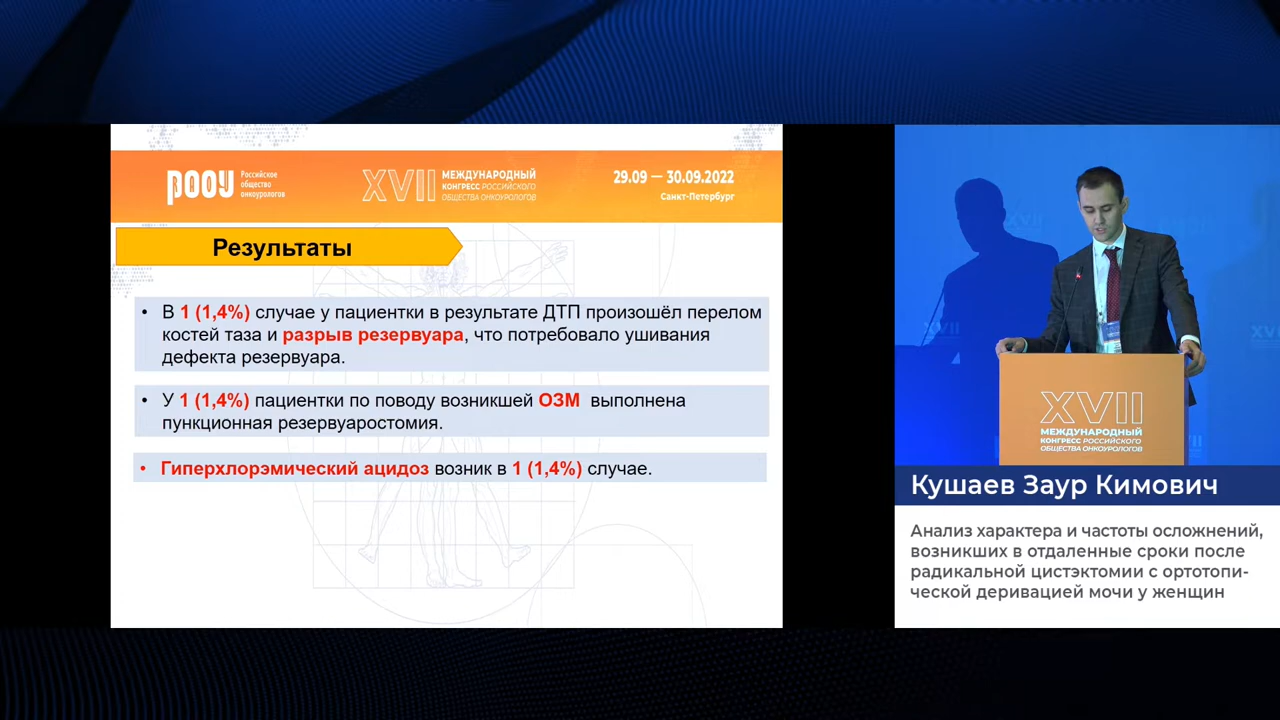 РООУ
Российское
общество
онкоурологов
XVII
МЕЖДУНАРОДНЫЙ
КОНГРЕСС РОССИЙСКОГО
ОБЩЕСТВА ОНКОУРОЛОГОВ
29.09 — 30.09.2022
Санкт-Петербург
Результаты
• В 1 (1,4%) случае у пациентки в результате ДТП произошёл перелом
костей таза и разрыв резервуара, что потребовало ушивания
дефекта резервуара.
• У 1 (1,4%) пациентки по поводу возникшей ОЗМ выполнена
пункционная резервуаростомия.
• Гиперхлорэмический ацидоз возник в 1 (1,4%) случае.
XVII
XVII
МЕЖДУНАРОДНЫЙ
КОНГРЕСС РОССИЙСКОГО
ОБЩЕСТВА ОНКОУРОЛОГОВ
Кушаев Заур Кимович
Анализ характера и частоты осложнений,
возникших в отдаленные сроки после
радикальной цистэктомии с ортотопи-
ческой деривацией мочи у женщин